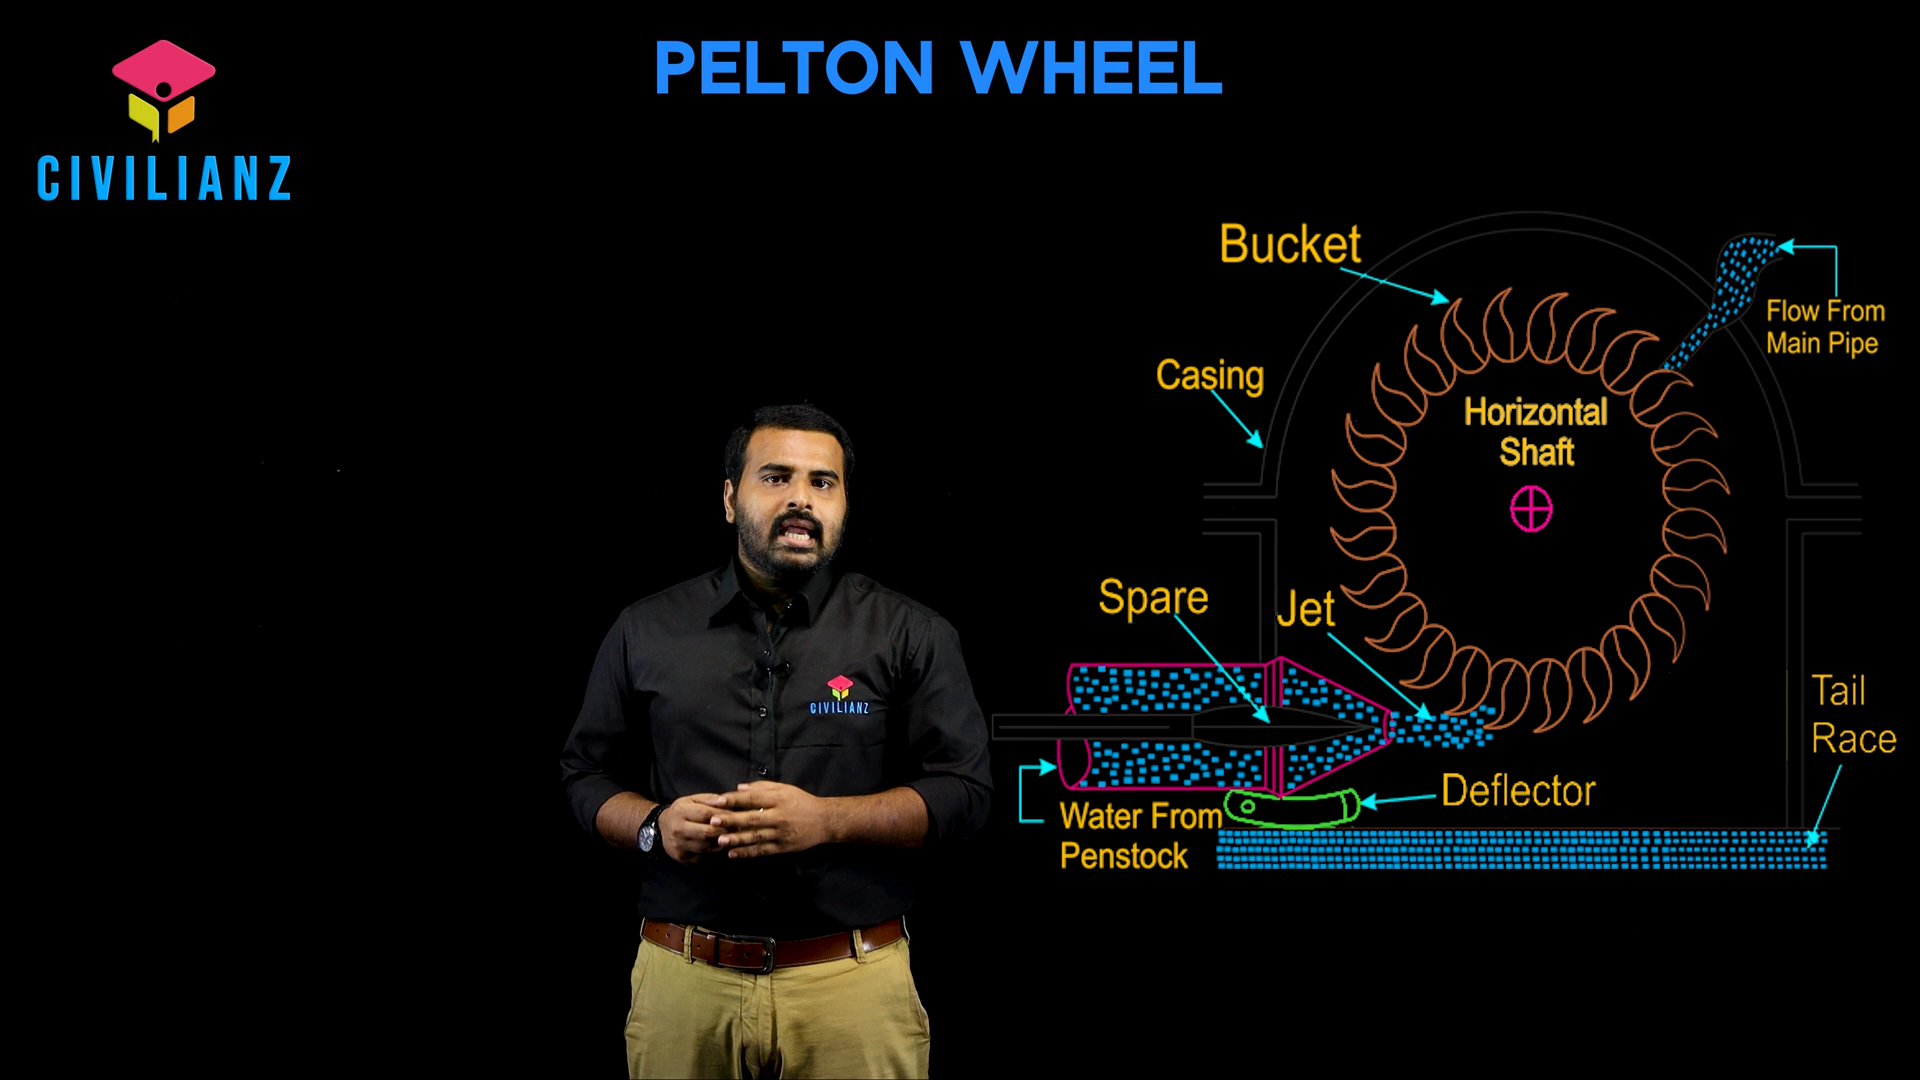 PELTON WHEEL
CIVILIANZ
Bucket
Flow From
Main Pipe
Casing
Horizontal
Shaft
Spare
Jet
CIVILIANZ
Tail
Race
Deflector
Water From
Penstock